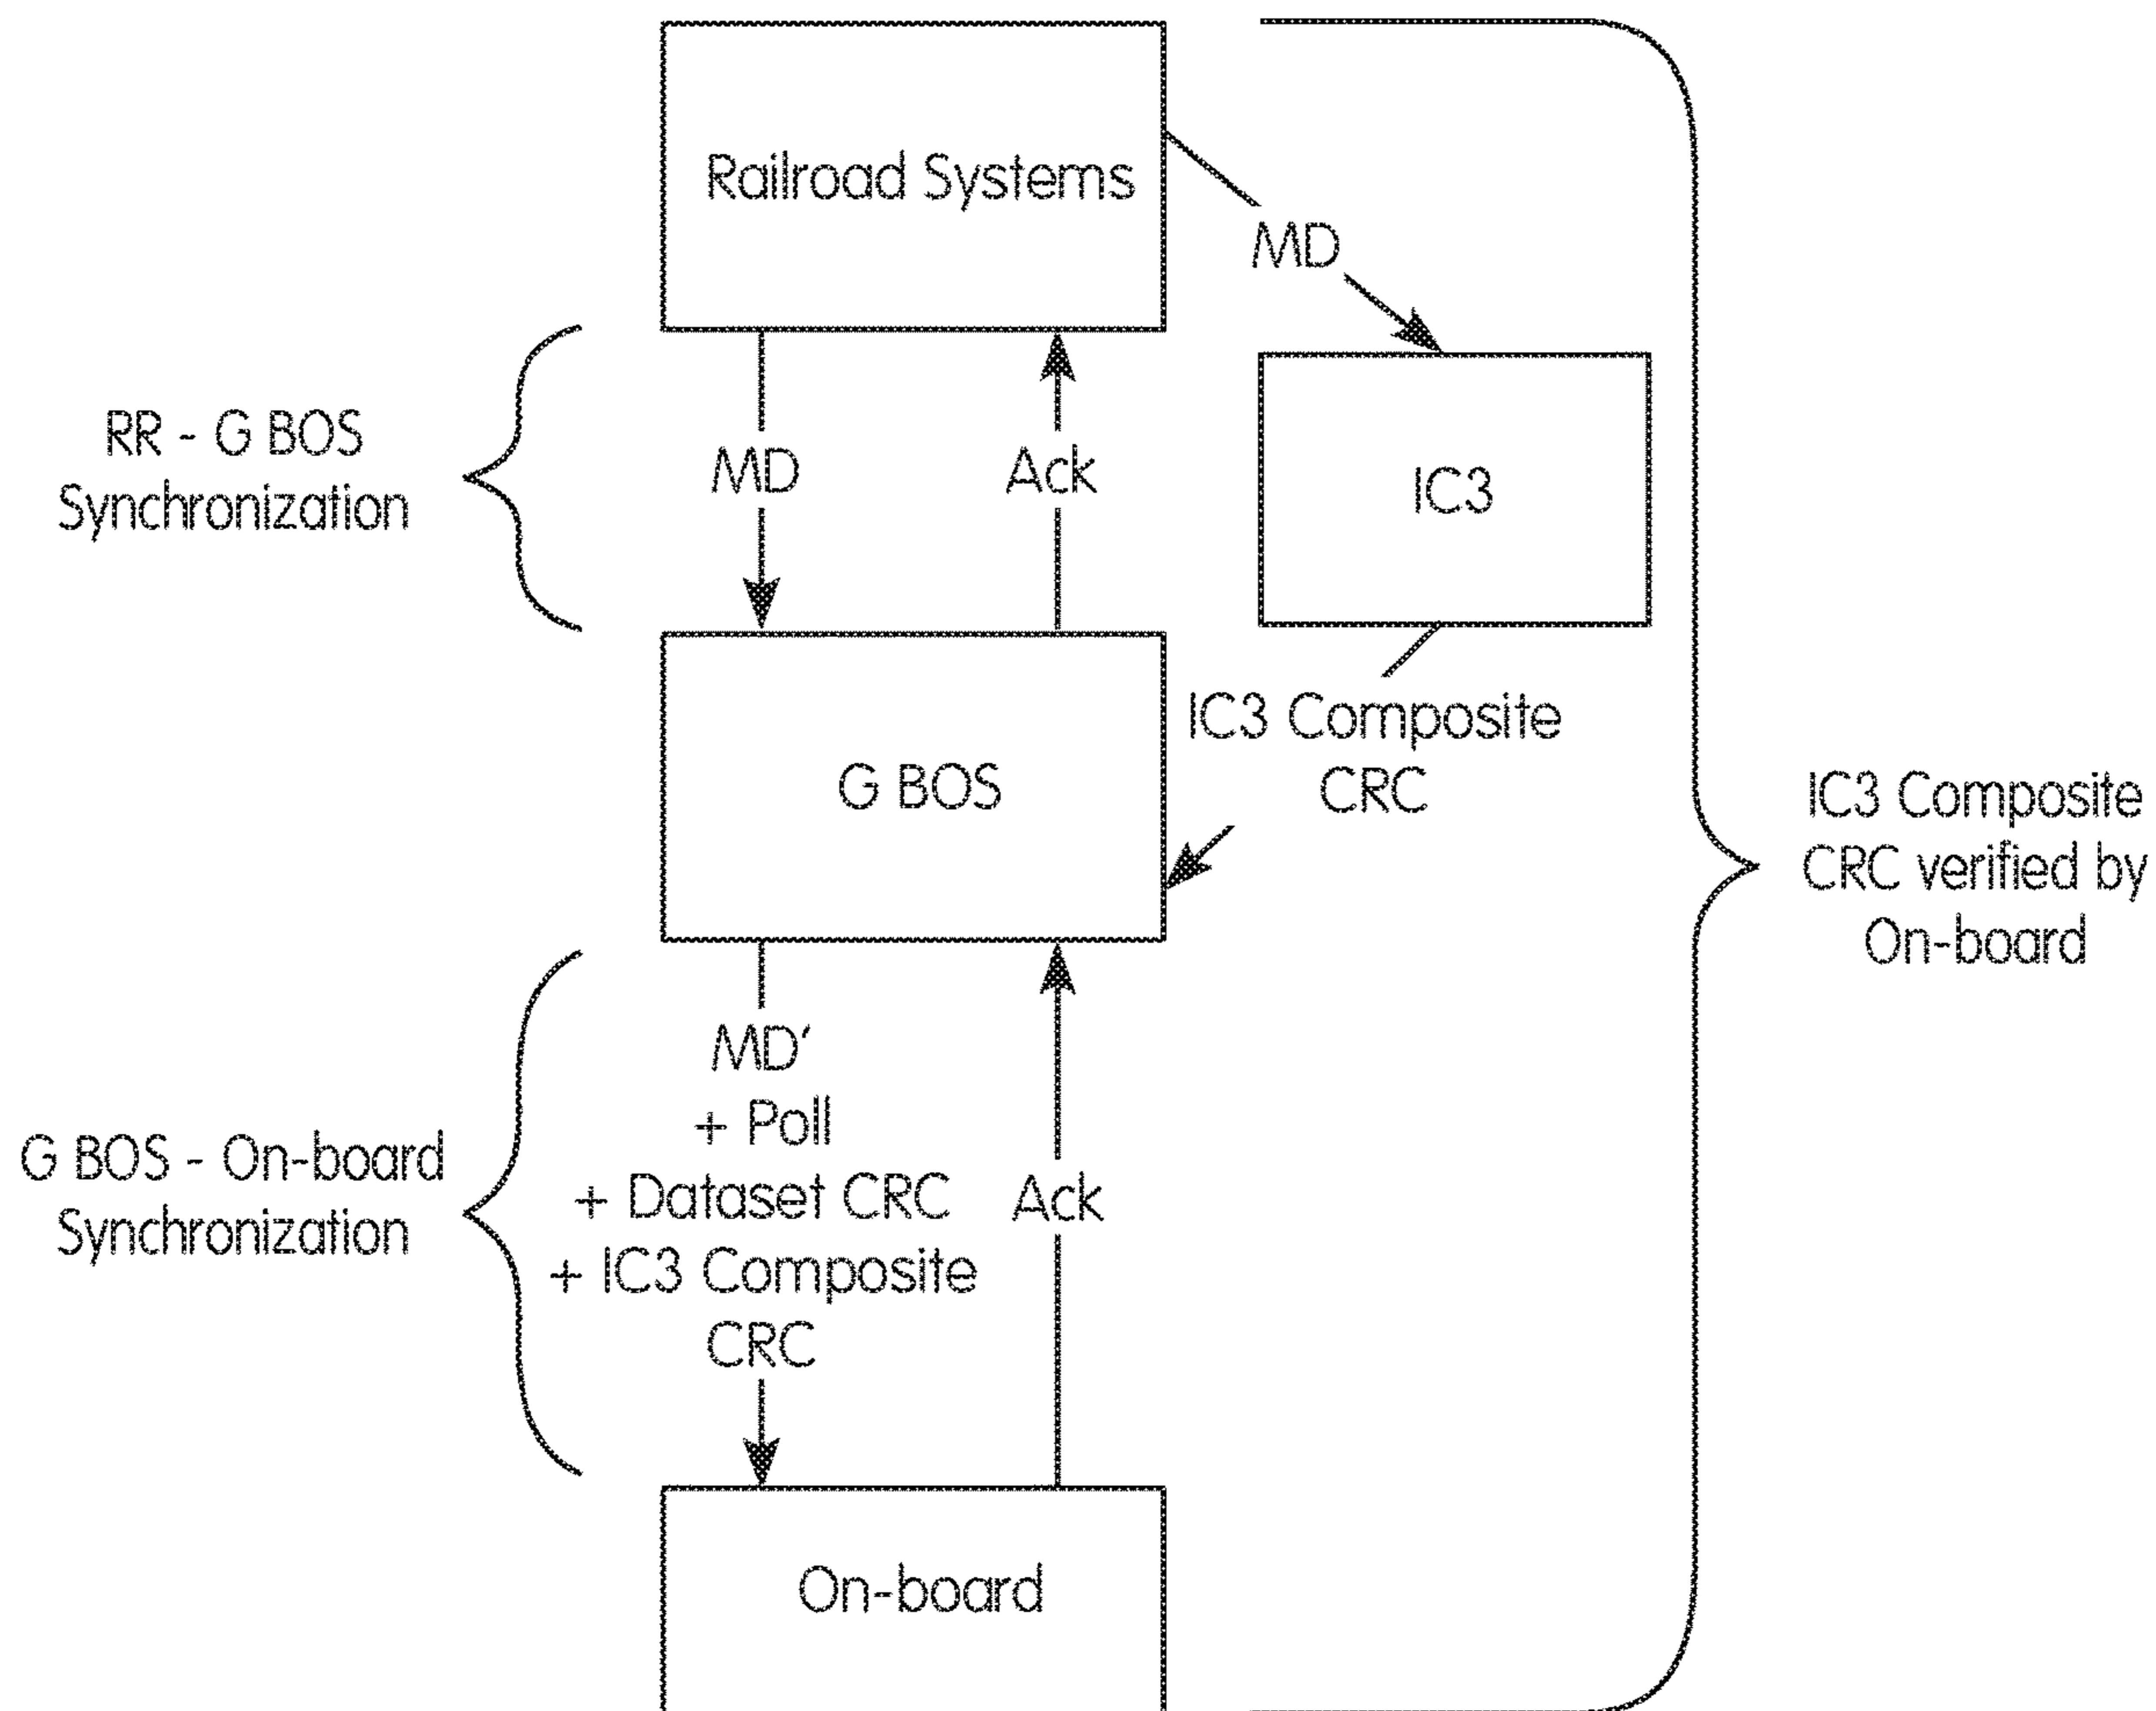 Railroad Systems
MD
RR - G BOS
Synchronization
MD
Ack
IC3
IC3 Composite
CRC
G BOS
IC3 Composite
CRC verified by
On-board
G BOS - On-board
Synchronization
MD′
+ Poll
+ Dataset CRC
+ IC3 Composite
CRC
Ack
On-board